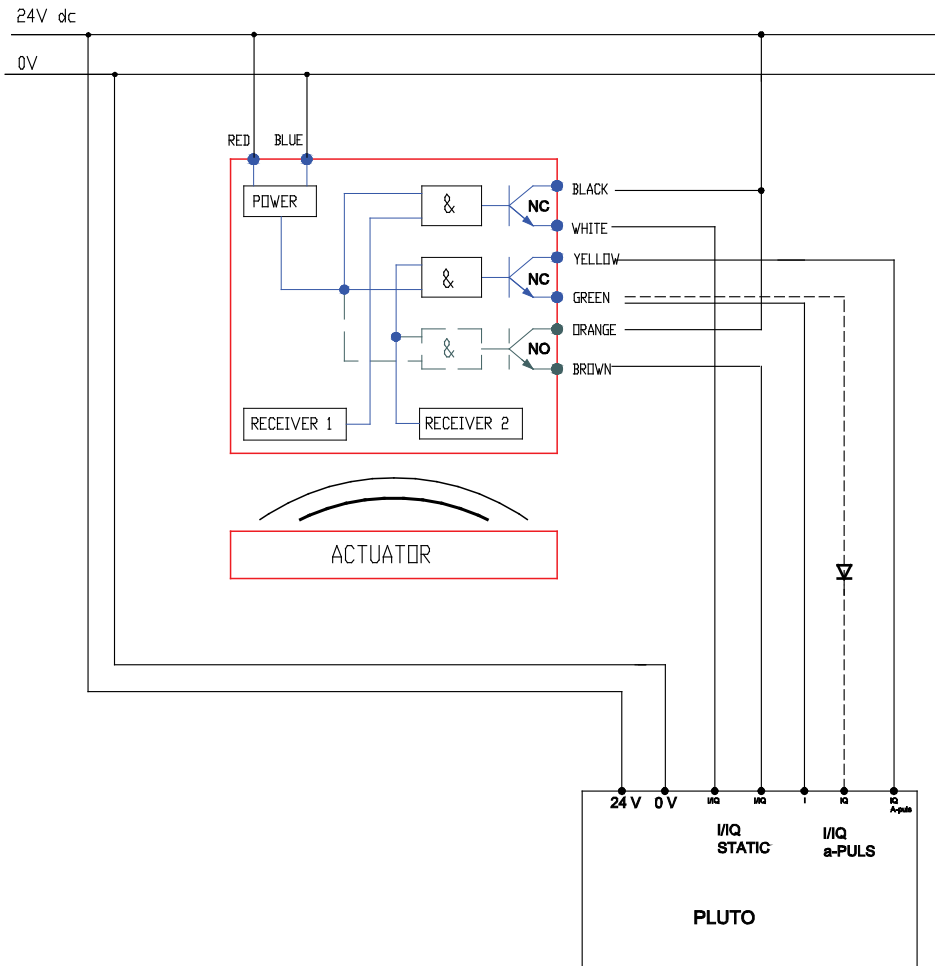 24V dc
0V
RED BLUE
POWER
&
NC
BLACK
WHITE
&
NC
YELLOW
GREEN
&
NO
ORANGE
BROWN
RECEIVER 1
RECEIVER 2
ACTUATOR
24 V 0 V I/IQ I/IQ I IQ IQ
A-puls
I/IQ
STATIC
I/IQ
a-PULS
PLUTO